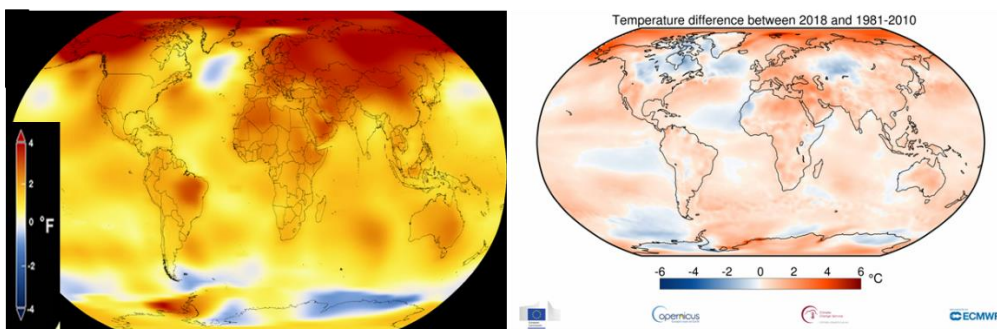 4
2
0 °F
-2
-4
Temperature difference between 2018 and 1981-2010
-6 -4 -2 0 2 4 6 °C
opernicus
ECMWF